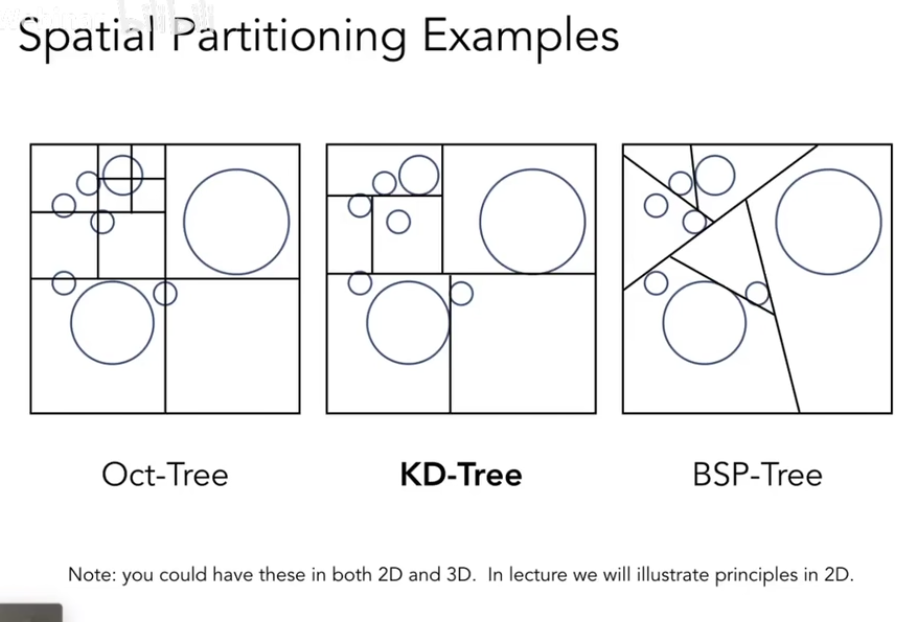 Spatial Partitioning Examples
Oct-Tree
KD-Tree
BSP-Tree
Note: you could have these in both 2D and 3D. In lecture we will illustrate principles in 2D.